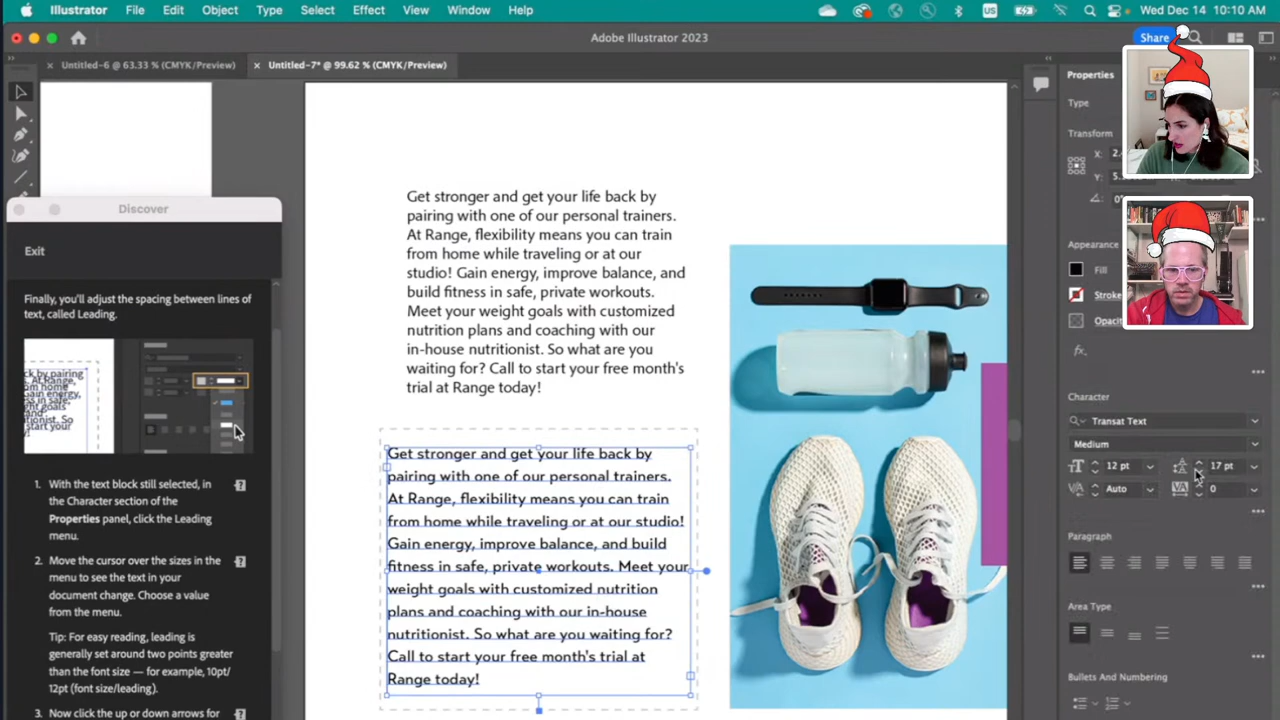 Illustrator File Edit Object Type Select Effect View Window Help
US
Wed Dec 14 10:10 AM
Adobe Illustrator 2023
Share
× Untitled-6 @ 63.33 % (CMYK/Preview)
× Untitled-7* @ 99.62 % (CMYK/Preview)
Discover
Exit
Finally, you'll adjust the spacing between lines of
text, called Leading.
1. With the text block still selected, in
the Character section of the
Properties panel, click the Leading
menu.
2. Move the cursor over the sizes in the
menu to see the text in your
document change. Choose a value
from the menu.
Tip: For easy reading, leading is
generally set around two points greater
than the font size — for example, 10pt/
12pt (font size/leading).
3. Now click the up or down arrows for
Get stronger and get your life back by
pairing with one of our personal trainers.
At Range, flexibility means you can train
from home while traveling or at our
studio! Gain energy, improve balance, and
build fitness in safe, private workouts.
Meet your weight goals with customized
nutrition plans and coaching with our
in-house nutritionist. So what are you
waiting for? Call to start your free month's
trial at Range today!
Get stronger and get your life back by
pairing with one of our personal trainers.
At Range, flexibility means you can train
from home while traveling or at our studio!
Gain energy, improve balance, and build
fitness in safe, private workouts. Meet your
weight goals with customized nutrition
plans and coaching with our in-house
nutritionist. So what are you waiting for?
Call to start your free month's trial at
Range today!
Properties
Type
Transform
X:
Y:
Appearance
Fill
Stroke
Opaci
fx.
Character
Transat Text
Medium
12 pt 17 pt
Auto 0
Paragraph
Area Type
Bullets And Numbering